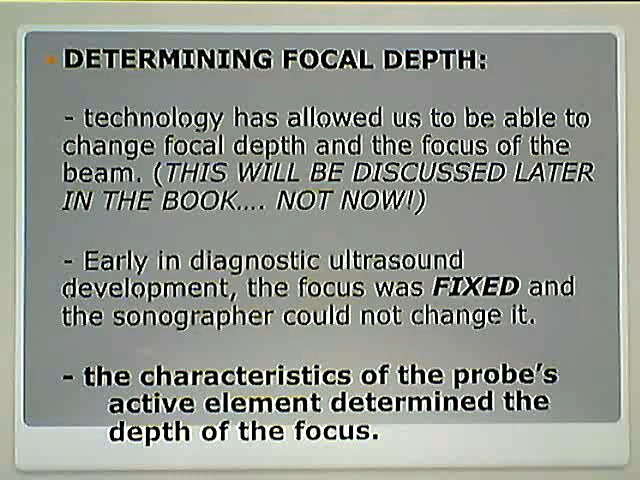 • DETERMINING FOCAL DEPTH:
- technology has allowed us to be able to
change focal depth and the focus of the
beam. (THIS WILL BE DISCUSSED LATER
IN THE BOOK.... NOT NOW!)
- Early in diagnostic ultrasound
development, the focus was FIXED and
the sonographer could not change it.
- the characteristics of the probe's
active element determined the
depth of the focus.